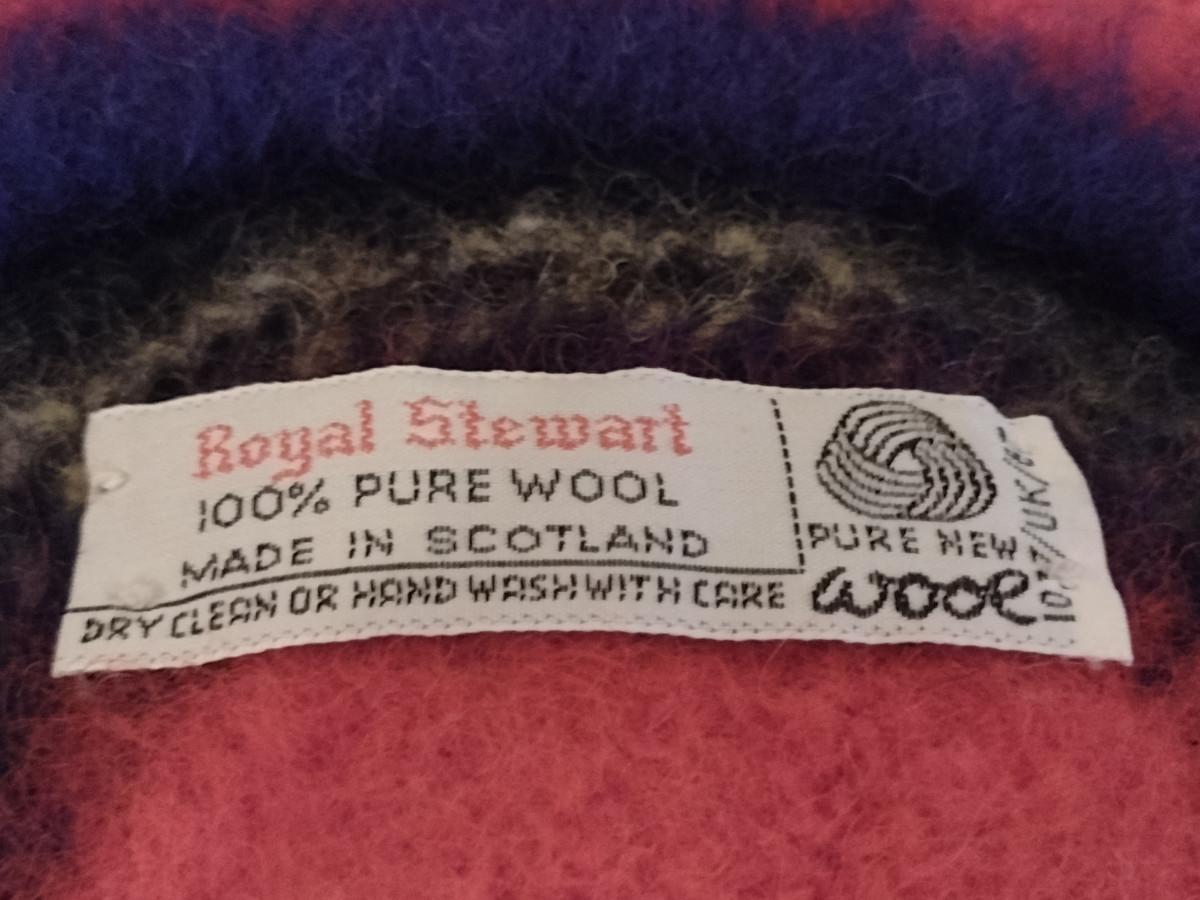 Royal Stewart
100% PURE WOOL
MADE IN SCOTLAND
DRY CLEAN OR HAND WASH WITH CARE
PURE NEW
wool